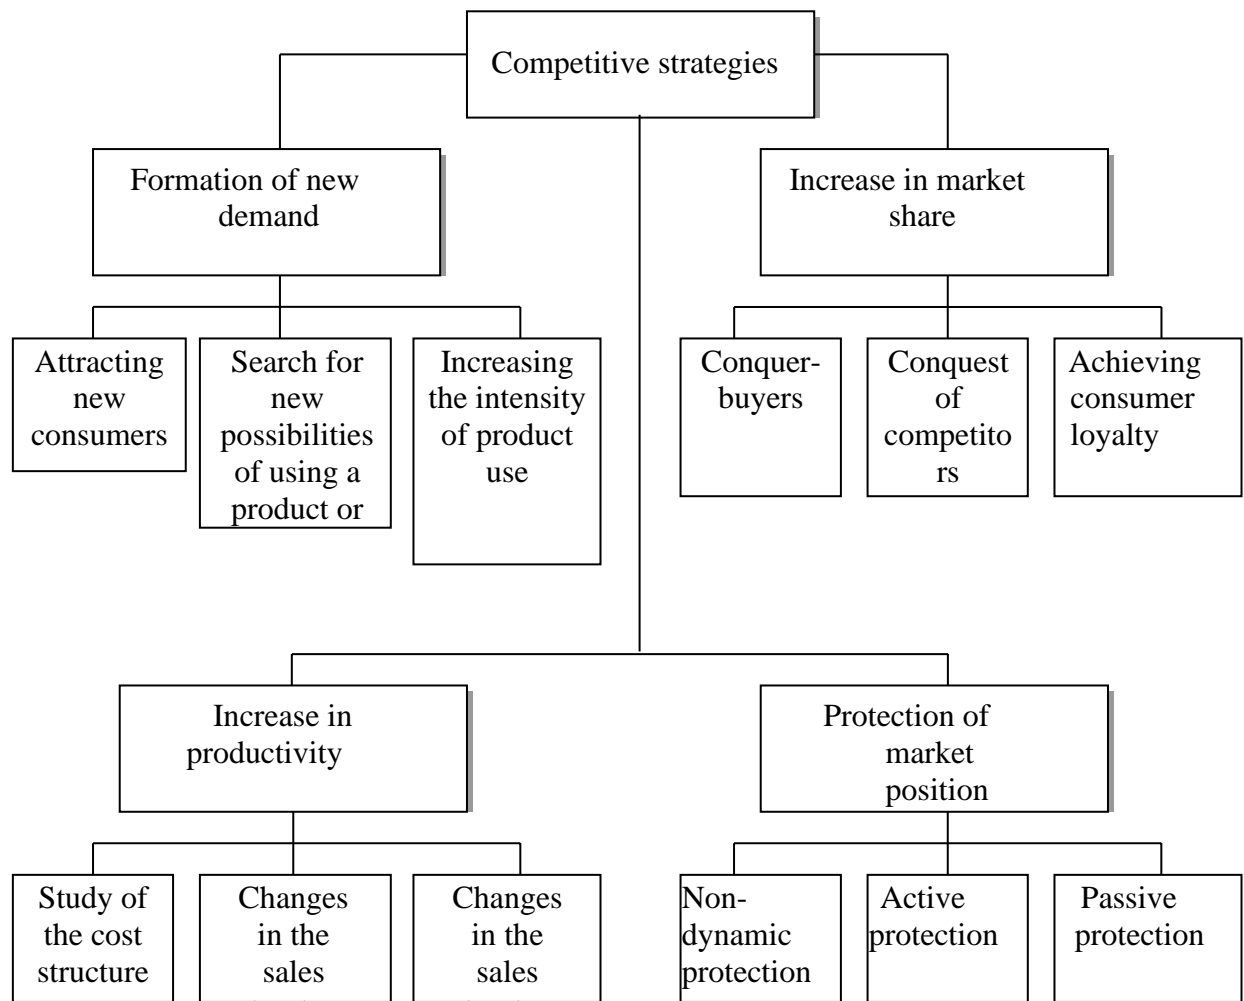 Competitive strategies
Formation of new
demand
Increase in market
share
Attracting
new
consumers
Search for
new
possibilities
of using a
product or
Increasing
the intensity
of product
use
Conquer-
buyers
Conquest
of
competito
rs
Achieving
consumer
loyalty
Increase in
productivity
Protection of
market
position
Study of
the cost
structure
Changes
in the
sales
Changes
in the
sales
Non-
dynamic
protection
Active
protection
Passive
protection